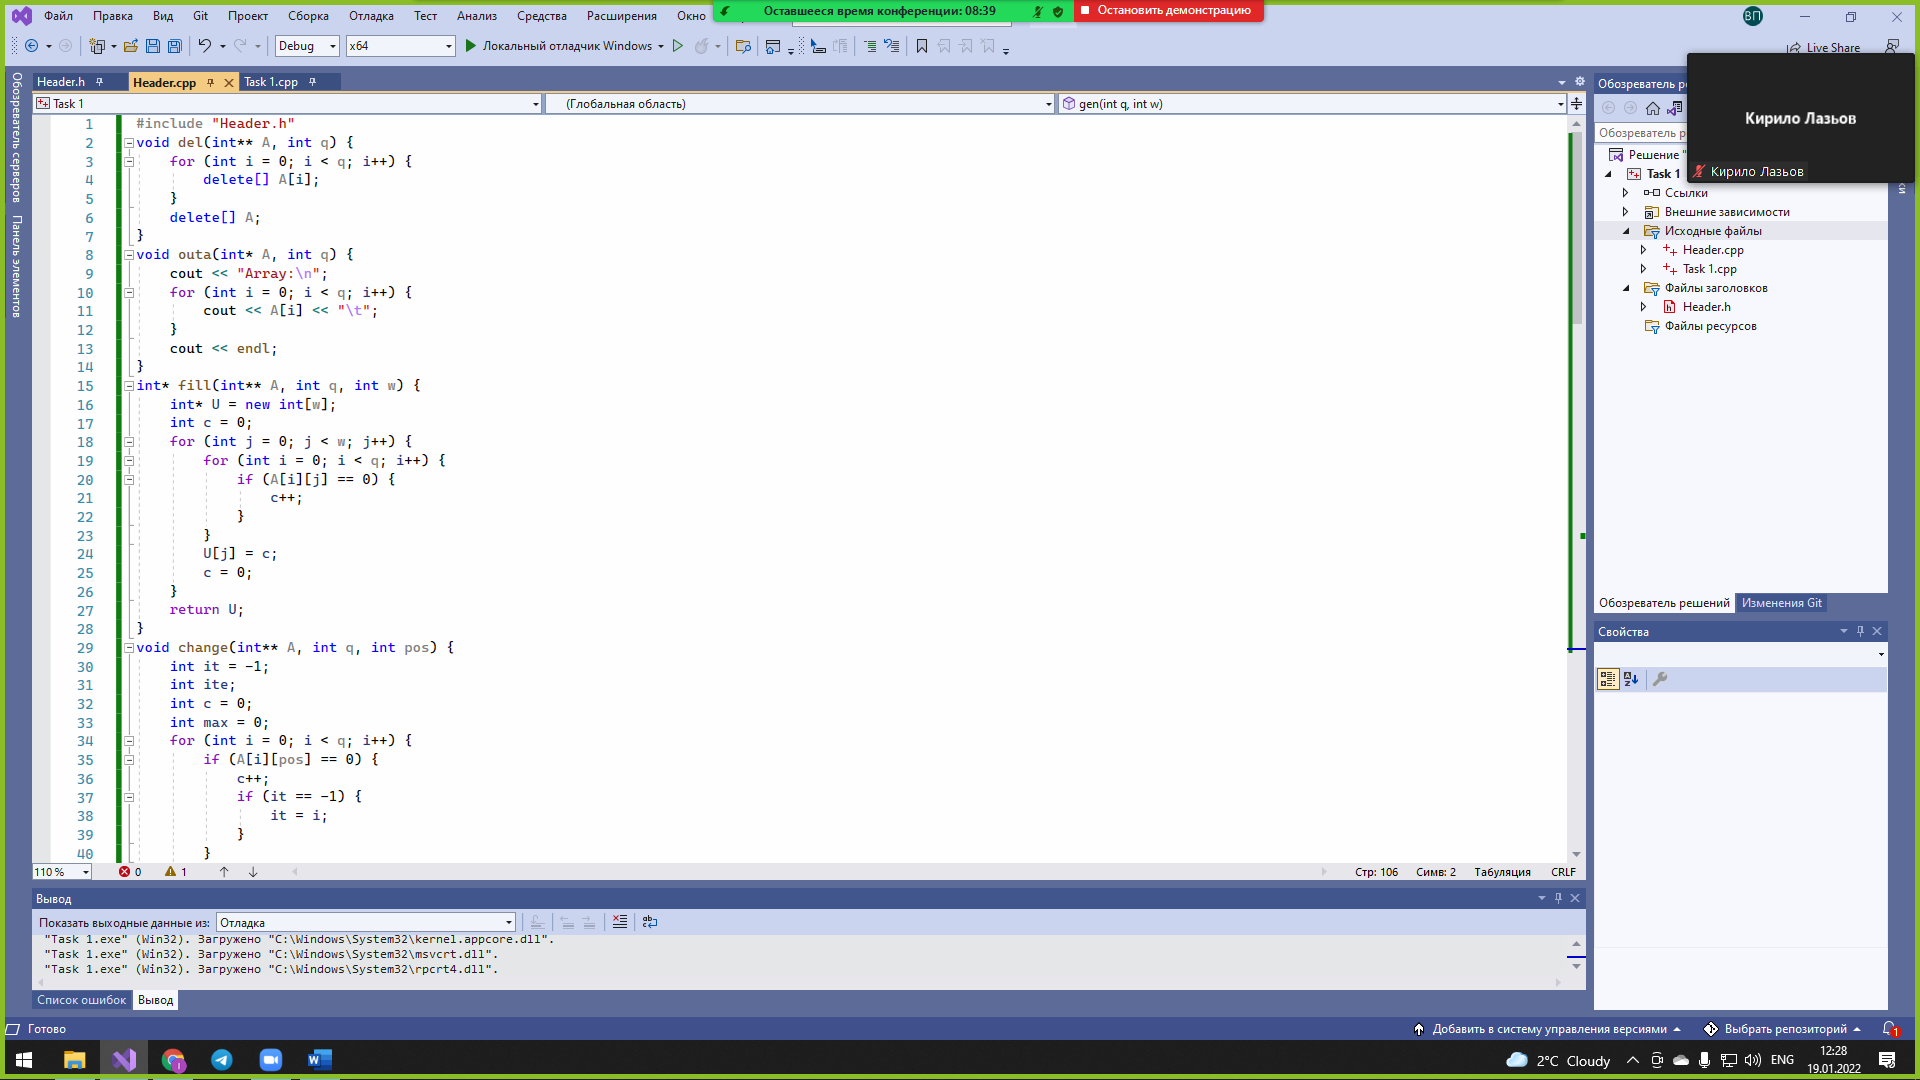 Файл Правка Вид Git Проект Сборка Отладка Тест Анализ Средства Расширения Окно
Оставшееся время конференции: 08:39
Остановить демонстрацию
ВП
Debug x64 Локальный отладчик Windows
Live Share
Кирило Лазьов
Кирило Лазьов
Обозреватель серверов
Панель элементов
Header.h Header.cpp Task 1.cpp
Task 1 (Глобальная область) gen(int q, int w)
1 #include "Header.h"
2 void del(int** A, int q) {
3 for (int i = 0; i < q; i++) {
4 delete[] A[i];
5 }
6 delete[] A;
7 }
8 void outa(int* A, int q) {
9 cout << "Array:\n";
10 for (int i = 0; i < q; i++) {
11 cout << A[i] << "\t";
12 }
13 cout << endl;
14 }
15 int* fill(int** A, int q, int w) {
16 int* U = new int[w];
17 int c = 0;
18 for (int j = 0; j < w; j++) {
19 for (int i = 0; i < q; i++) {
20 if (A[i][j] == 0) {
21 c++;
22 }
23 }
24 U[j] = c;
25 c = 0;
26 }
27 return U;
28 }
29 void change(int** A, int q, int pos) {
30 int it = -1;
31 int ite;
32 int c = 0;
33 int max = 0;
34 for (int i = 0; i < q; i++) {
35 if (A[i][pos] == 0) {
36 c++;
37 if (it == -1) {
38 it = i;
39 }
40 }
110 % 0 1 Стр: 106 Симв: 2 Табуляция CRLF
Вывод
Показать выходные данные из: Отладка
"Task 1.exe" (Win32). Загружено "C:\Windows\System32\kernel.appcore.dll".
"Task 1.exe" (Win32). Загружено "C:\Windows\System32\msvcrt.dll".
"Task 1.exe" (Win32). Загружено "C:\Windows\System32\rpcrt4.dll".
Список ошибок Вывод
Обозреватель
Обозреватель
Решение
Task 1
Ссылки
Внешние зависимости
Исходные файлы
Header.cpp
Task 1.cpp
Файлы заголовков
Header.h
Файлы ресурсов
Обозреватель решений Изменения Git
Свойства
Готово
Добавить в систему управления версиями Выбрать репозиторий 1
2°C Cloudy ENG 12:28
19.01.2022